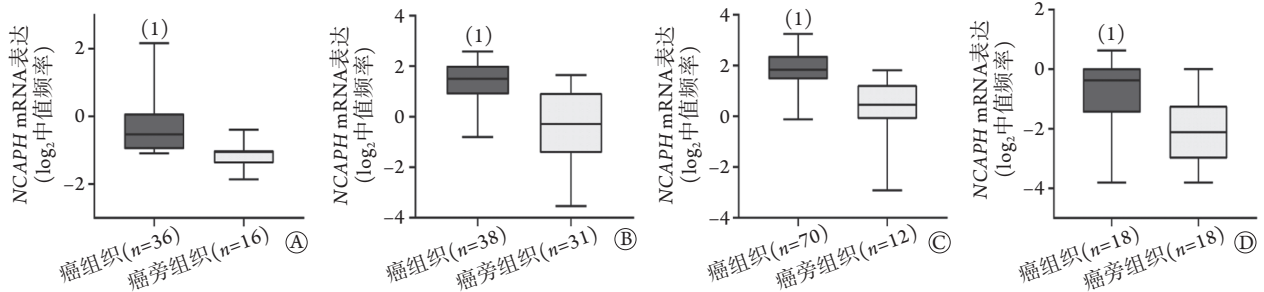 NCAPH mRNA表达
(log₂中值频率)
2
0
−2
(1)
癌组织(n=36)
癌旁组织(n=16)
Ⓐ
NCAPH mRNA表达
(log₂中值频率)
4
2
0
−2
−4
(1)
癌组织(n=38)
癌旁组织(n=31)
Ⓑ
NCAPH mRNA表达
(log₂中值频率)
4
2
0
−2
−4
(1)
癌组织(n=70)
癌旁组织(n=12)
Ⓒ
NCAPH mRNA表达
(log₂中值频率)
2
0
−2
−4
(1)
癌组织(n=18)
癌旁组织(n=18)
Ⓓ